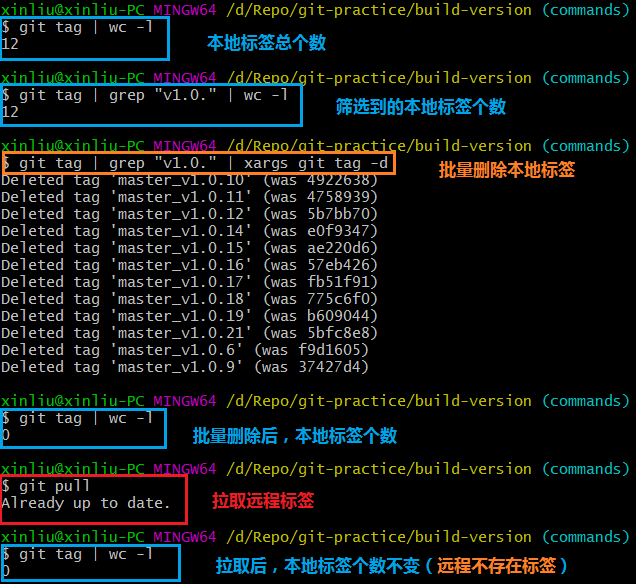 xinliu@xinliu-PC MINGW64 /d/Repo/git-practice/build-version (commands)
$ git tag | wc -l
12
本地标签总个数
xinliu@xinliu-PC MINGW64 /d/Repo/git-practice/build-version (commands)
$ git tag | grep "v1.0." | wc -l
12
筛选到的本地标签个数
xinliu@xinliu-PC MINGW64 /d/Repo/git-practice/build-version (commands)
$ git tag | grep "v1.0." | xargs git tag -d
批量删除本地标签
Deleted tag 'master_v1.0.10' (was 4922638)
Deleted tag 'master_v1.0.11' (was 4758939)
Deleted tag 'master_v1.0.12' (was 5b7bb70)
Deleted tag 'master_v1.0.14' (was e0f9347)
Deleted tag 'master_v1.0.15' (was ae220d6)
Deleted tag 'master_v1.0.16' (was 57eb426)
Deleted tag 'master_v1.0.17' (was fb51f91)
Deleted tag 'master_v1.0.18' (was 775c6f0)
Deleted tag 'master_v1.0.19' (was b609044)
Deleted tag 'master_v1.0.21' (was 5bfc8e8)
Deleted tag 'master_v1.0.6' (was f9d1605)
Deleted tag 'master_v1.0.9' (was 37427d4)
xinliu@xinliu-PC MINGW64 /d/Repo/git-practice/build-version (commands)
$ git tag | wc -l
0
批量删除后，本地标签个数
xinliu@xinliu-PC MINGW64 /d/Repo/git-practice/build-version (commands)
$ git pull
Already up to date.
拉取远程标签
xinliu@xinliu-PC MINGW64 /d/Repo/git-practice/build-version (commands)
$ git tag | wc -l
0
拉取后，本地标签个数不变（远程不存在标签）